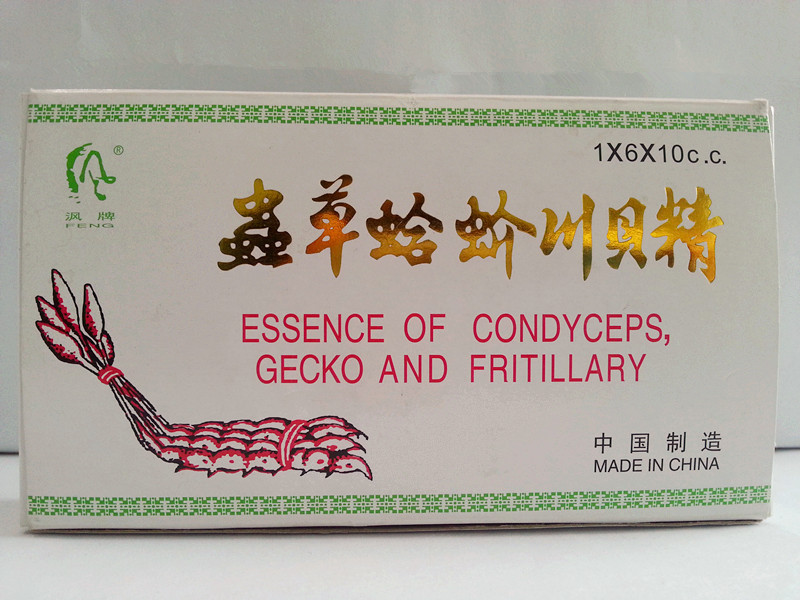 ®
沨牌
FENG
1X6X10c.c.
蟲草蛤蚧川贝精
ESSENCE OF CONDYCEPS,
GECKO AND FRITILLARY
中国制造
MADE IN CHINA